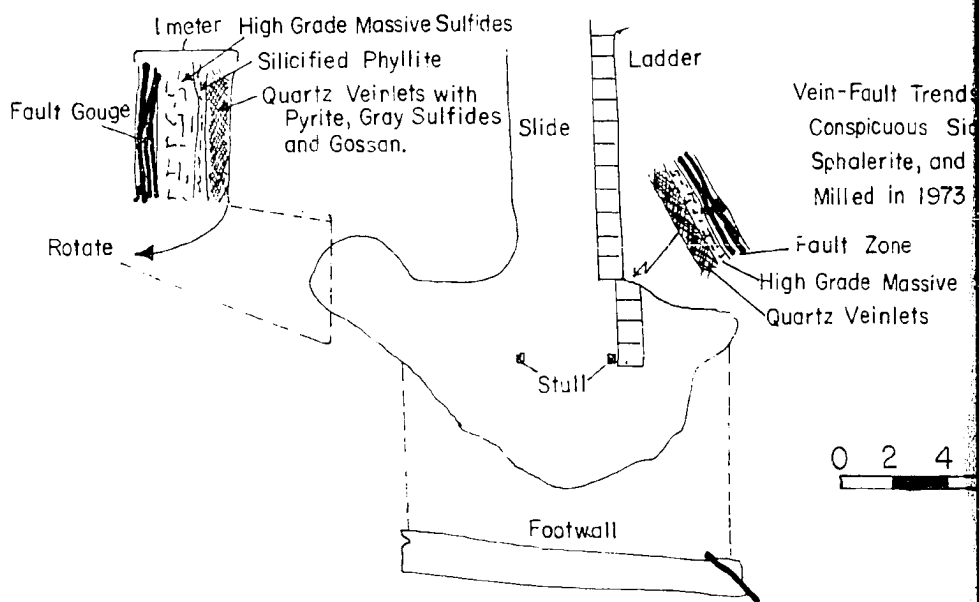 1 meter
High Grade Massive Sulfides
Silicified Phyllite
Fault Gouge
Quartz Veinlets with
Pyrite, Gray Sulfides
and Gossan.
Rotate
Slide
Ladder
Vein-Fault Trends
Conspicuous
Sphalerite, and
Milled in 1973
Fault Zone
High Grade Massive
Quartz Veinlets
Stull
0 2 4
Footwall